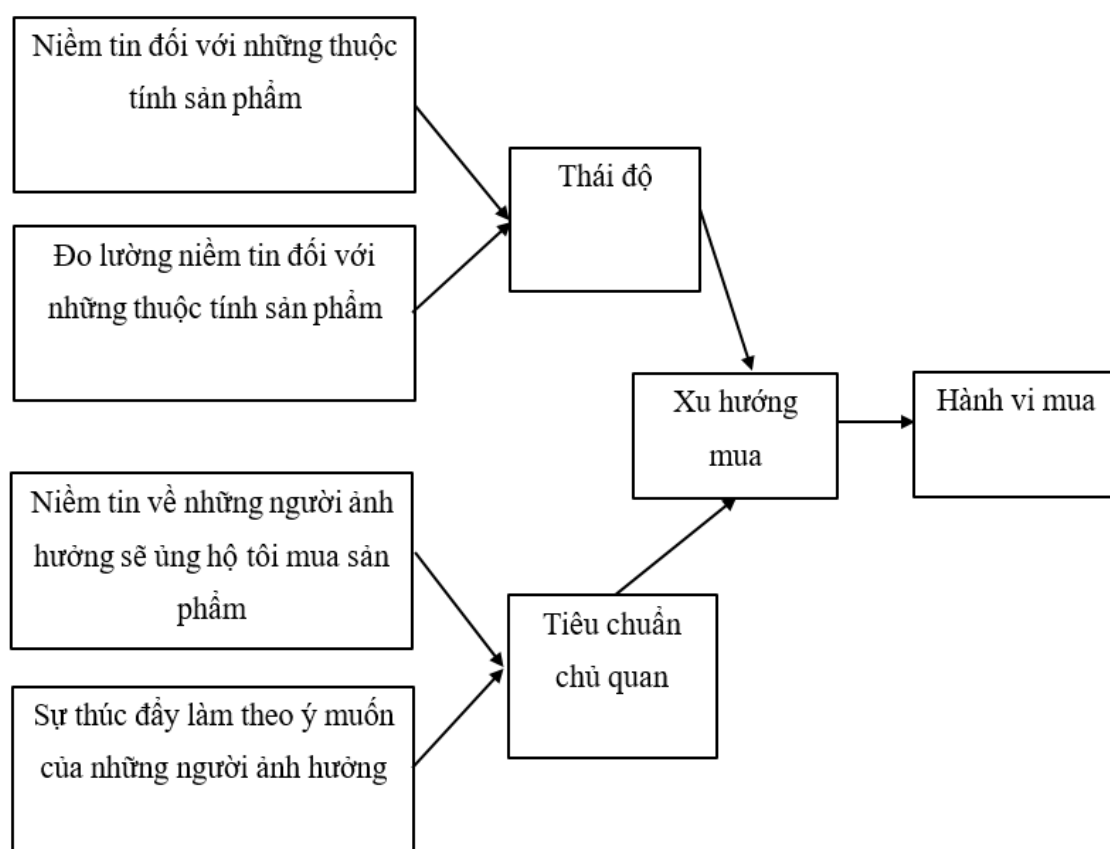 Niềm tin đối với những thuộc
tính sản phẩm
Thái độ
Đo lường niềm tin đối với
những thuộc tính sản phẩm
Xu hướng
mua
Hành vi mua
Niềm tin về những người ảnh
hưởng sẽ ủng hộ tôi mua sản
phẩm
Tiêu chuẩn
chủ quan
Sự thúc đẩy làm theo ý muốn
của những người ảnh hưởng